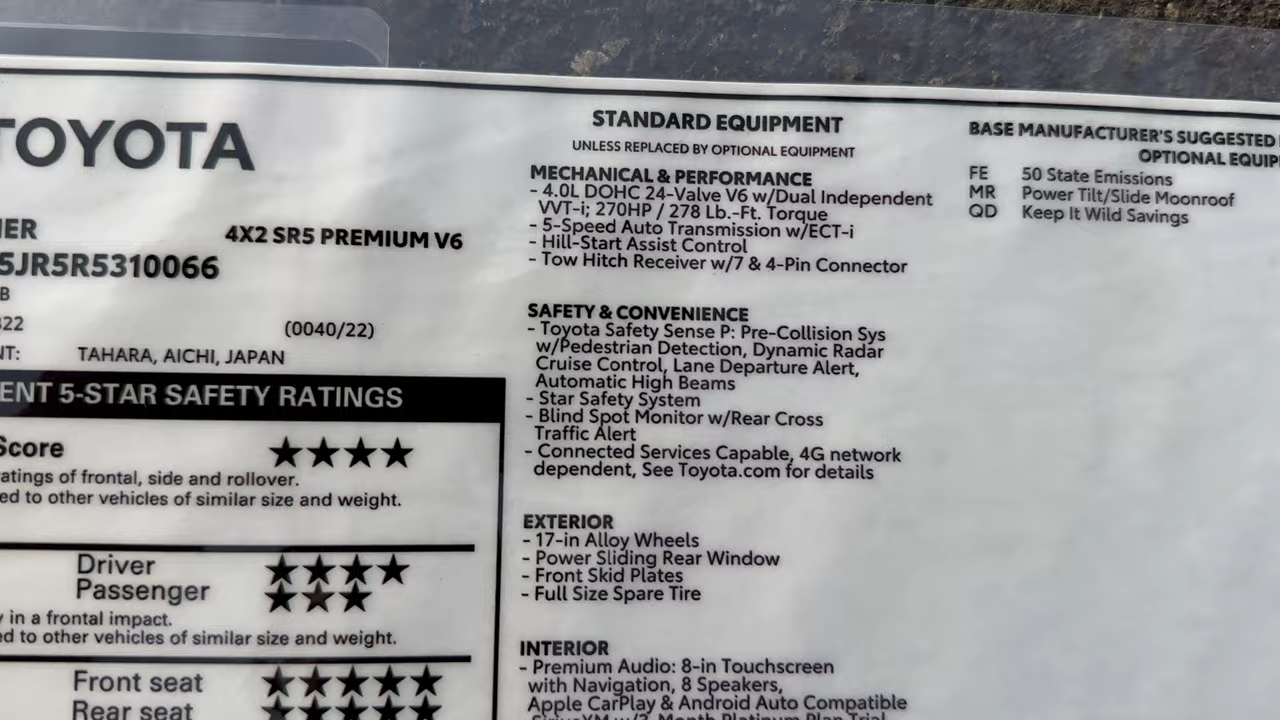 TOYOTA
4X2 SR5 PREMIUM V6
5JR5R5310066
(0040/22)
TAHARA, AICHI, JAPAN
5-STAR SAFETY RATINGS
Score ★★★★
ratings of frontal, side and rollover.
to other vehicles of similar size and weight.
Driver ★★★★
Passenger ★★★
in a frontal impact.
to other vehicles of similar size and weight.
Front seat ★★★★★
Rear seat ★★★★★
STANDARD EQUIPMENT
UNLESS REPLACED BY OPTIONAL EQUIPMENT
MECHANICAL & PERFORMANCE
- 4.0L DOHC 24-Valve V6 w/Dual Independent
VVT-i; 270HP / 278 Lb.-Ft. Torque
- 5-Speed Auto Transmission w/ECT-i
- Hill-Start Assist Control
- Tow Hitch Receiver w/7 & 4-Pin Connector
SAFETY & CONVENIENCE
- Toyota Safety Sense P: Pre-Collision Sys
w/Pedestrian Detection, Dynamic Radar
Cruise Control, Lane Departure Alert,
Automatic High Beams
- Star Safety System
- Blind Spot Monitor w/Rear Cross
Traffic Alert
- Connected Services Capable, 4G network
dependent, See Toyota.com for details
EXTERIOR
- 17-in Alloy Wheels
- Power Sliding Rear Window
- Front Skid Plates
- Full Size Spare Tire
INTERIOR
- Premium Audio: 8-in Touchscreen
with Navigation, 8 Speakers,
Apple CarPlay & Android Auto Compatible
SiriusXM w/3-Month Platinum Plan Trial
BASE MANUFACTURER'S SUGGESTED
OPTIONAL
FE 50 State Emissions
MR Power Tilt/Slide Moonroof
QD Keep It Wild Savings